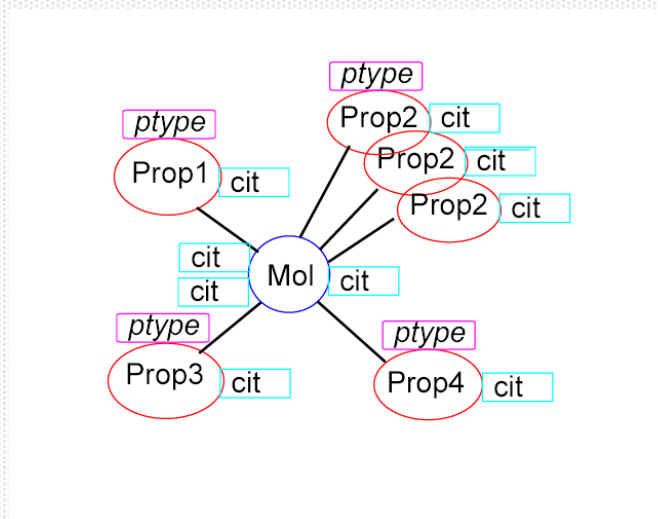 ptype
Prop2 cit
ptype
Prop2 cit
Prop1 cit
Prop2 cit
cit
Mol cit
cit
ptype
ptype
Prop3 cit
Prop4 cit